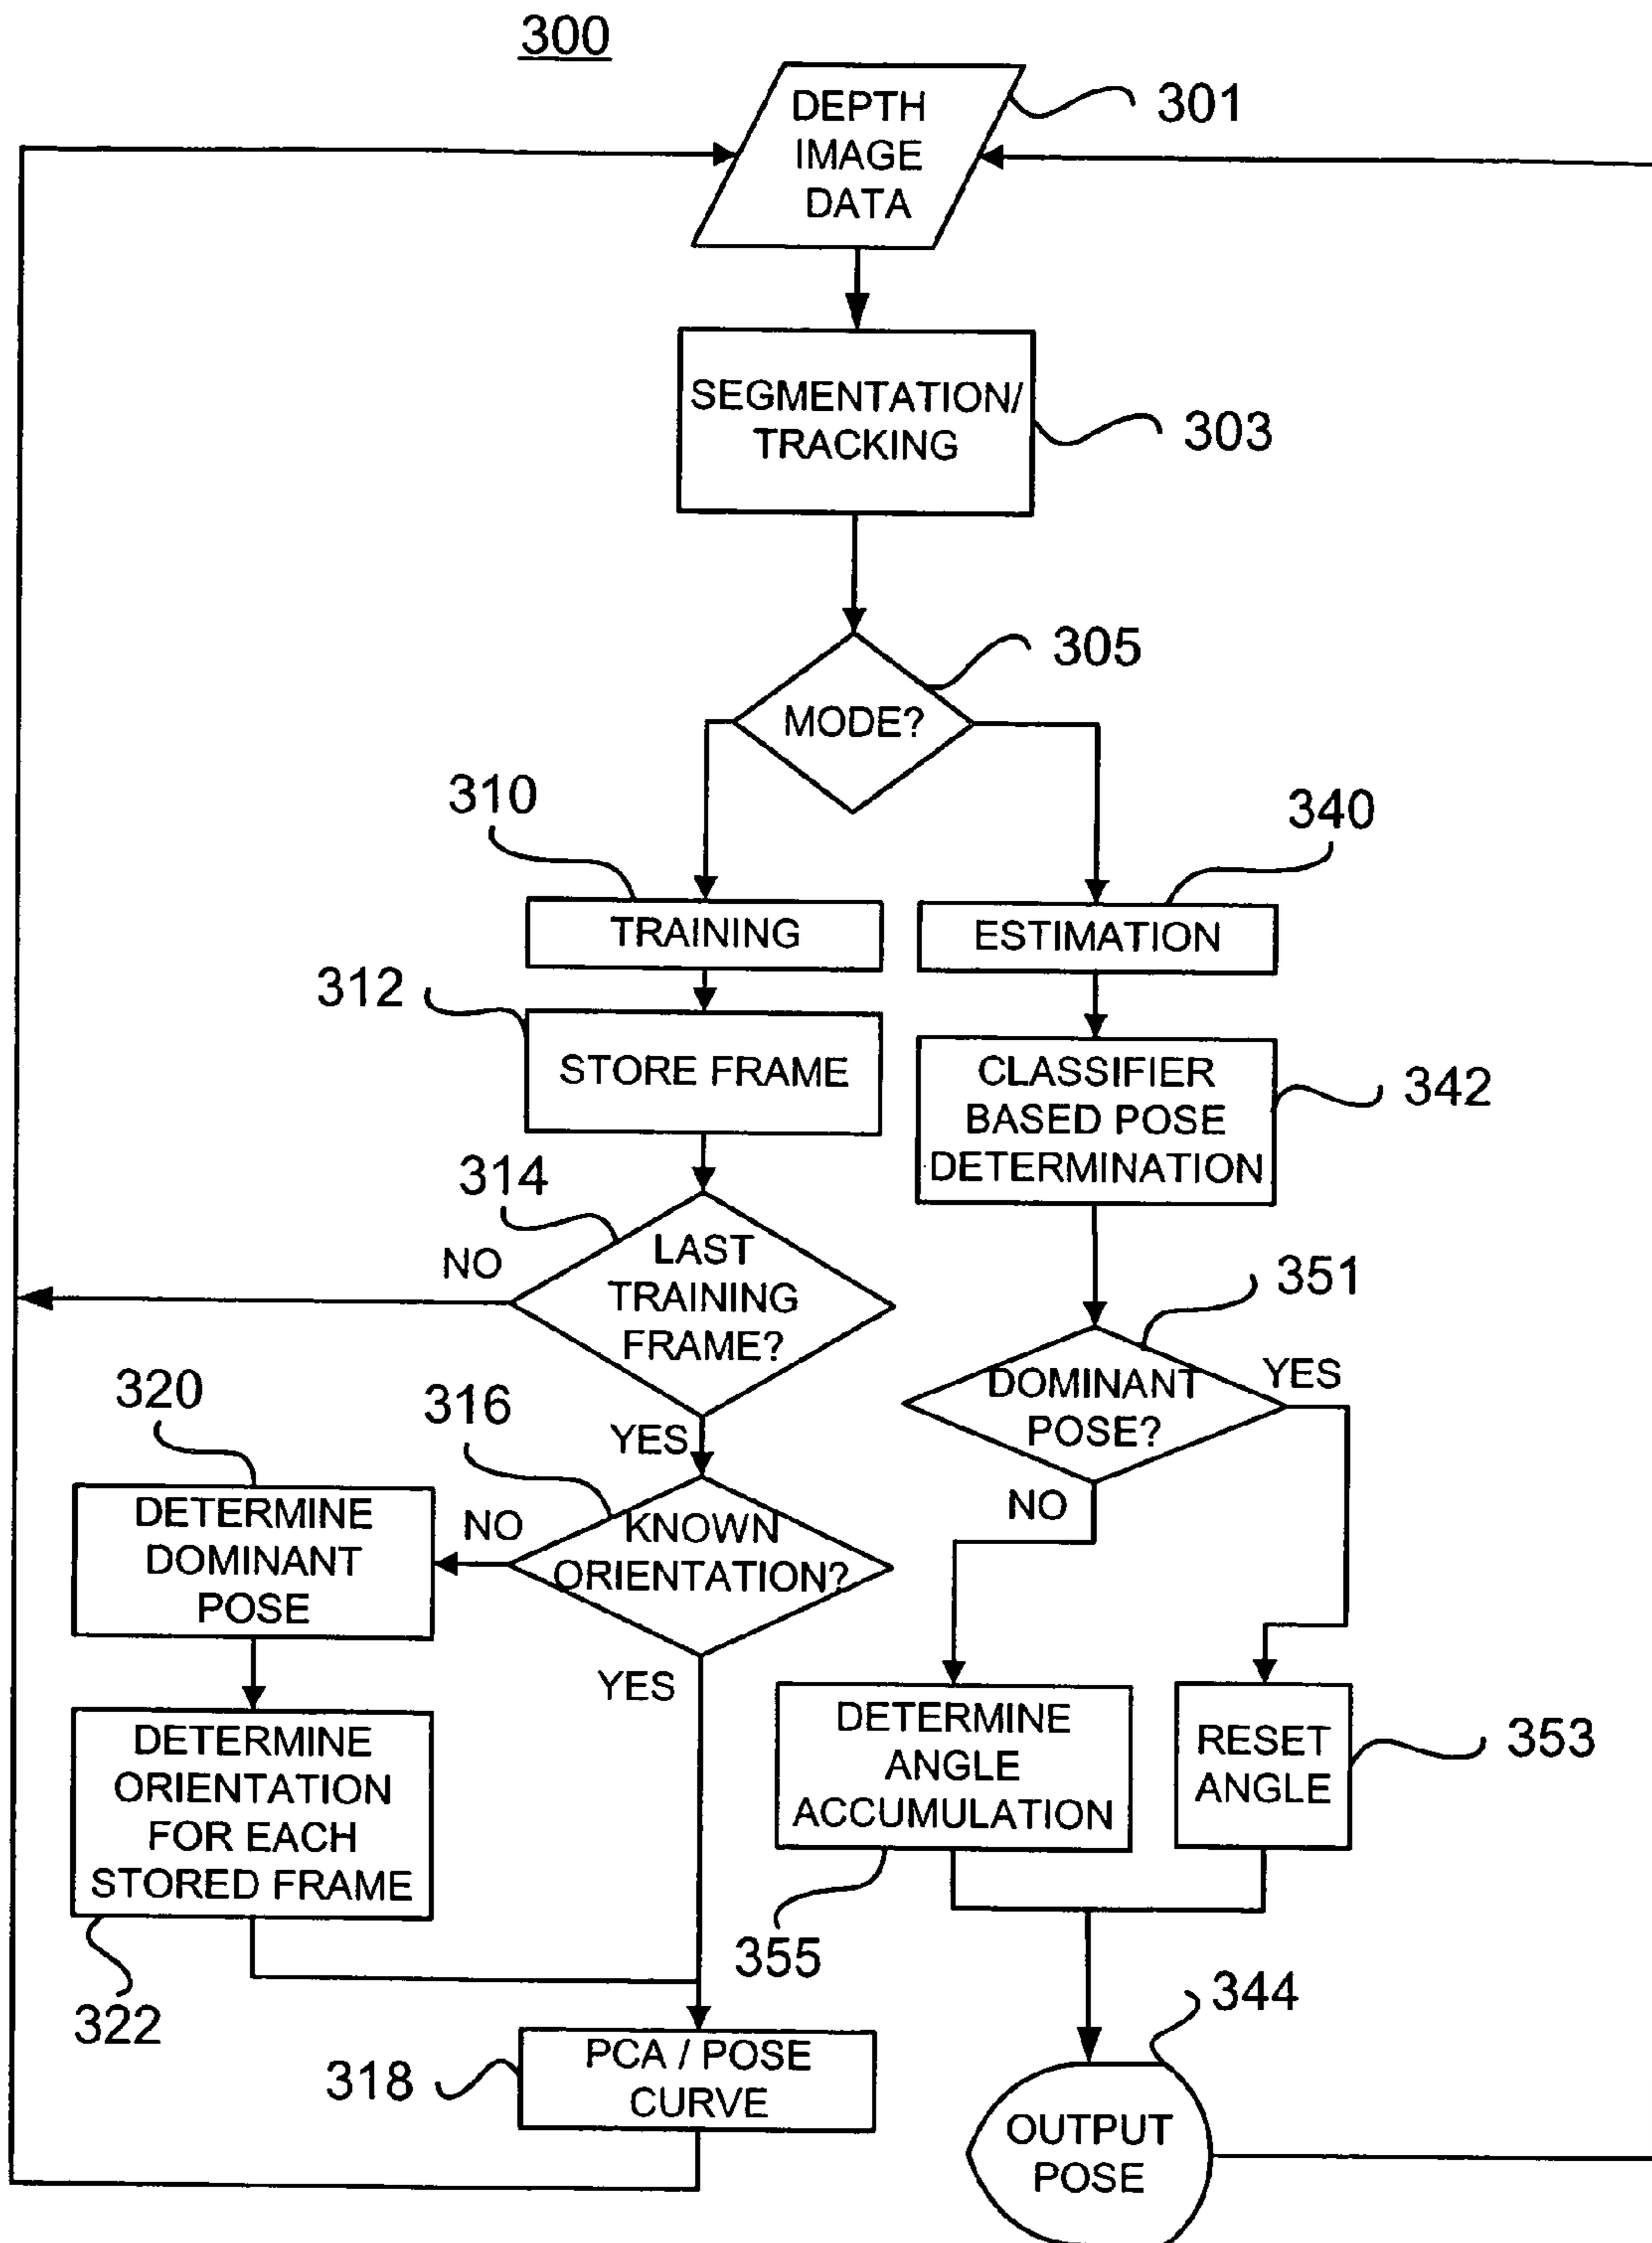 300
DEPTH
IMAGE
DATA
301
SEGMENTATION/
TRACKING
303
305
MODE?
310
340
TRAINING
ESTIMATION
312
STORE FRAME
CLASSIFIER
BASED POSE
DETERMINATION
342
314
NO
LAST
TRAINING
FRAME?
351
DOMINANT
POSE?
YES
320
316
YES
NO
DETERMINE
DOMINANT
POSE
NO
KNOWN
ORIENTATION?
YES
DETERMINE
ORIENTATION
FOR EACH
STORED FRAME
DETERMINE
ANGLE
ACCUMULATION
RESET
ANGLE
353
355
322
344
318
PCA / POSE
CURVE
OUTPUT
POSE